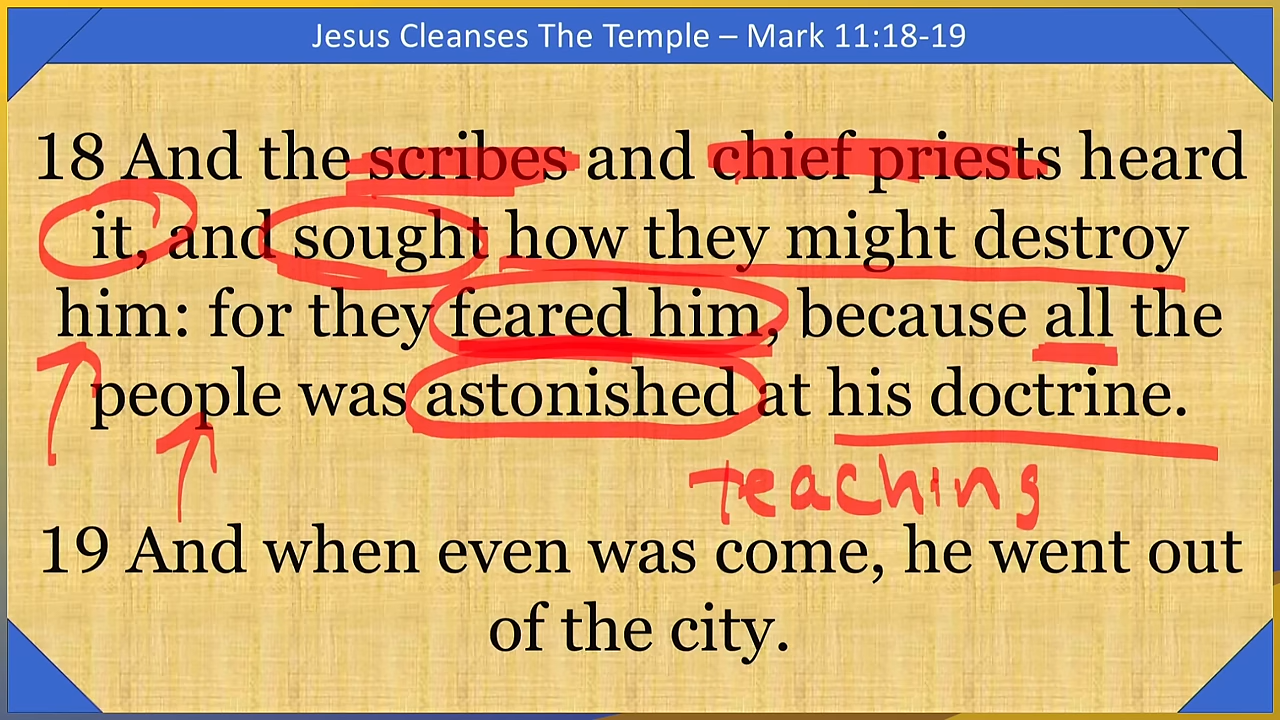 Jesus Cleanses The Temple – Mark 11:18-19
18 And the scribes and chief priests heard
it, and sought how they might destroy
him: for they feared him, because all the
people was astonished at his doctrine.
Teaching
19 And when even was come, he went out
of the city.